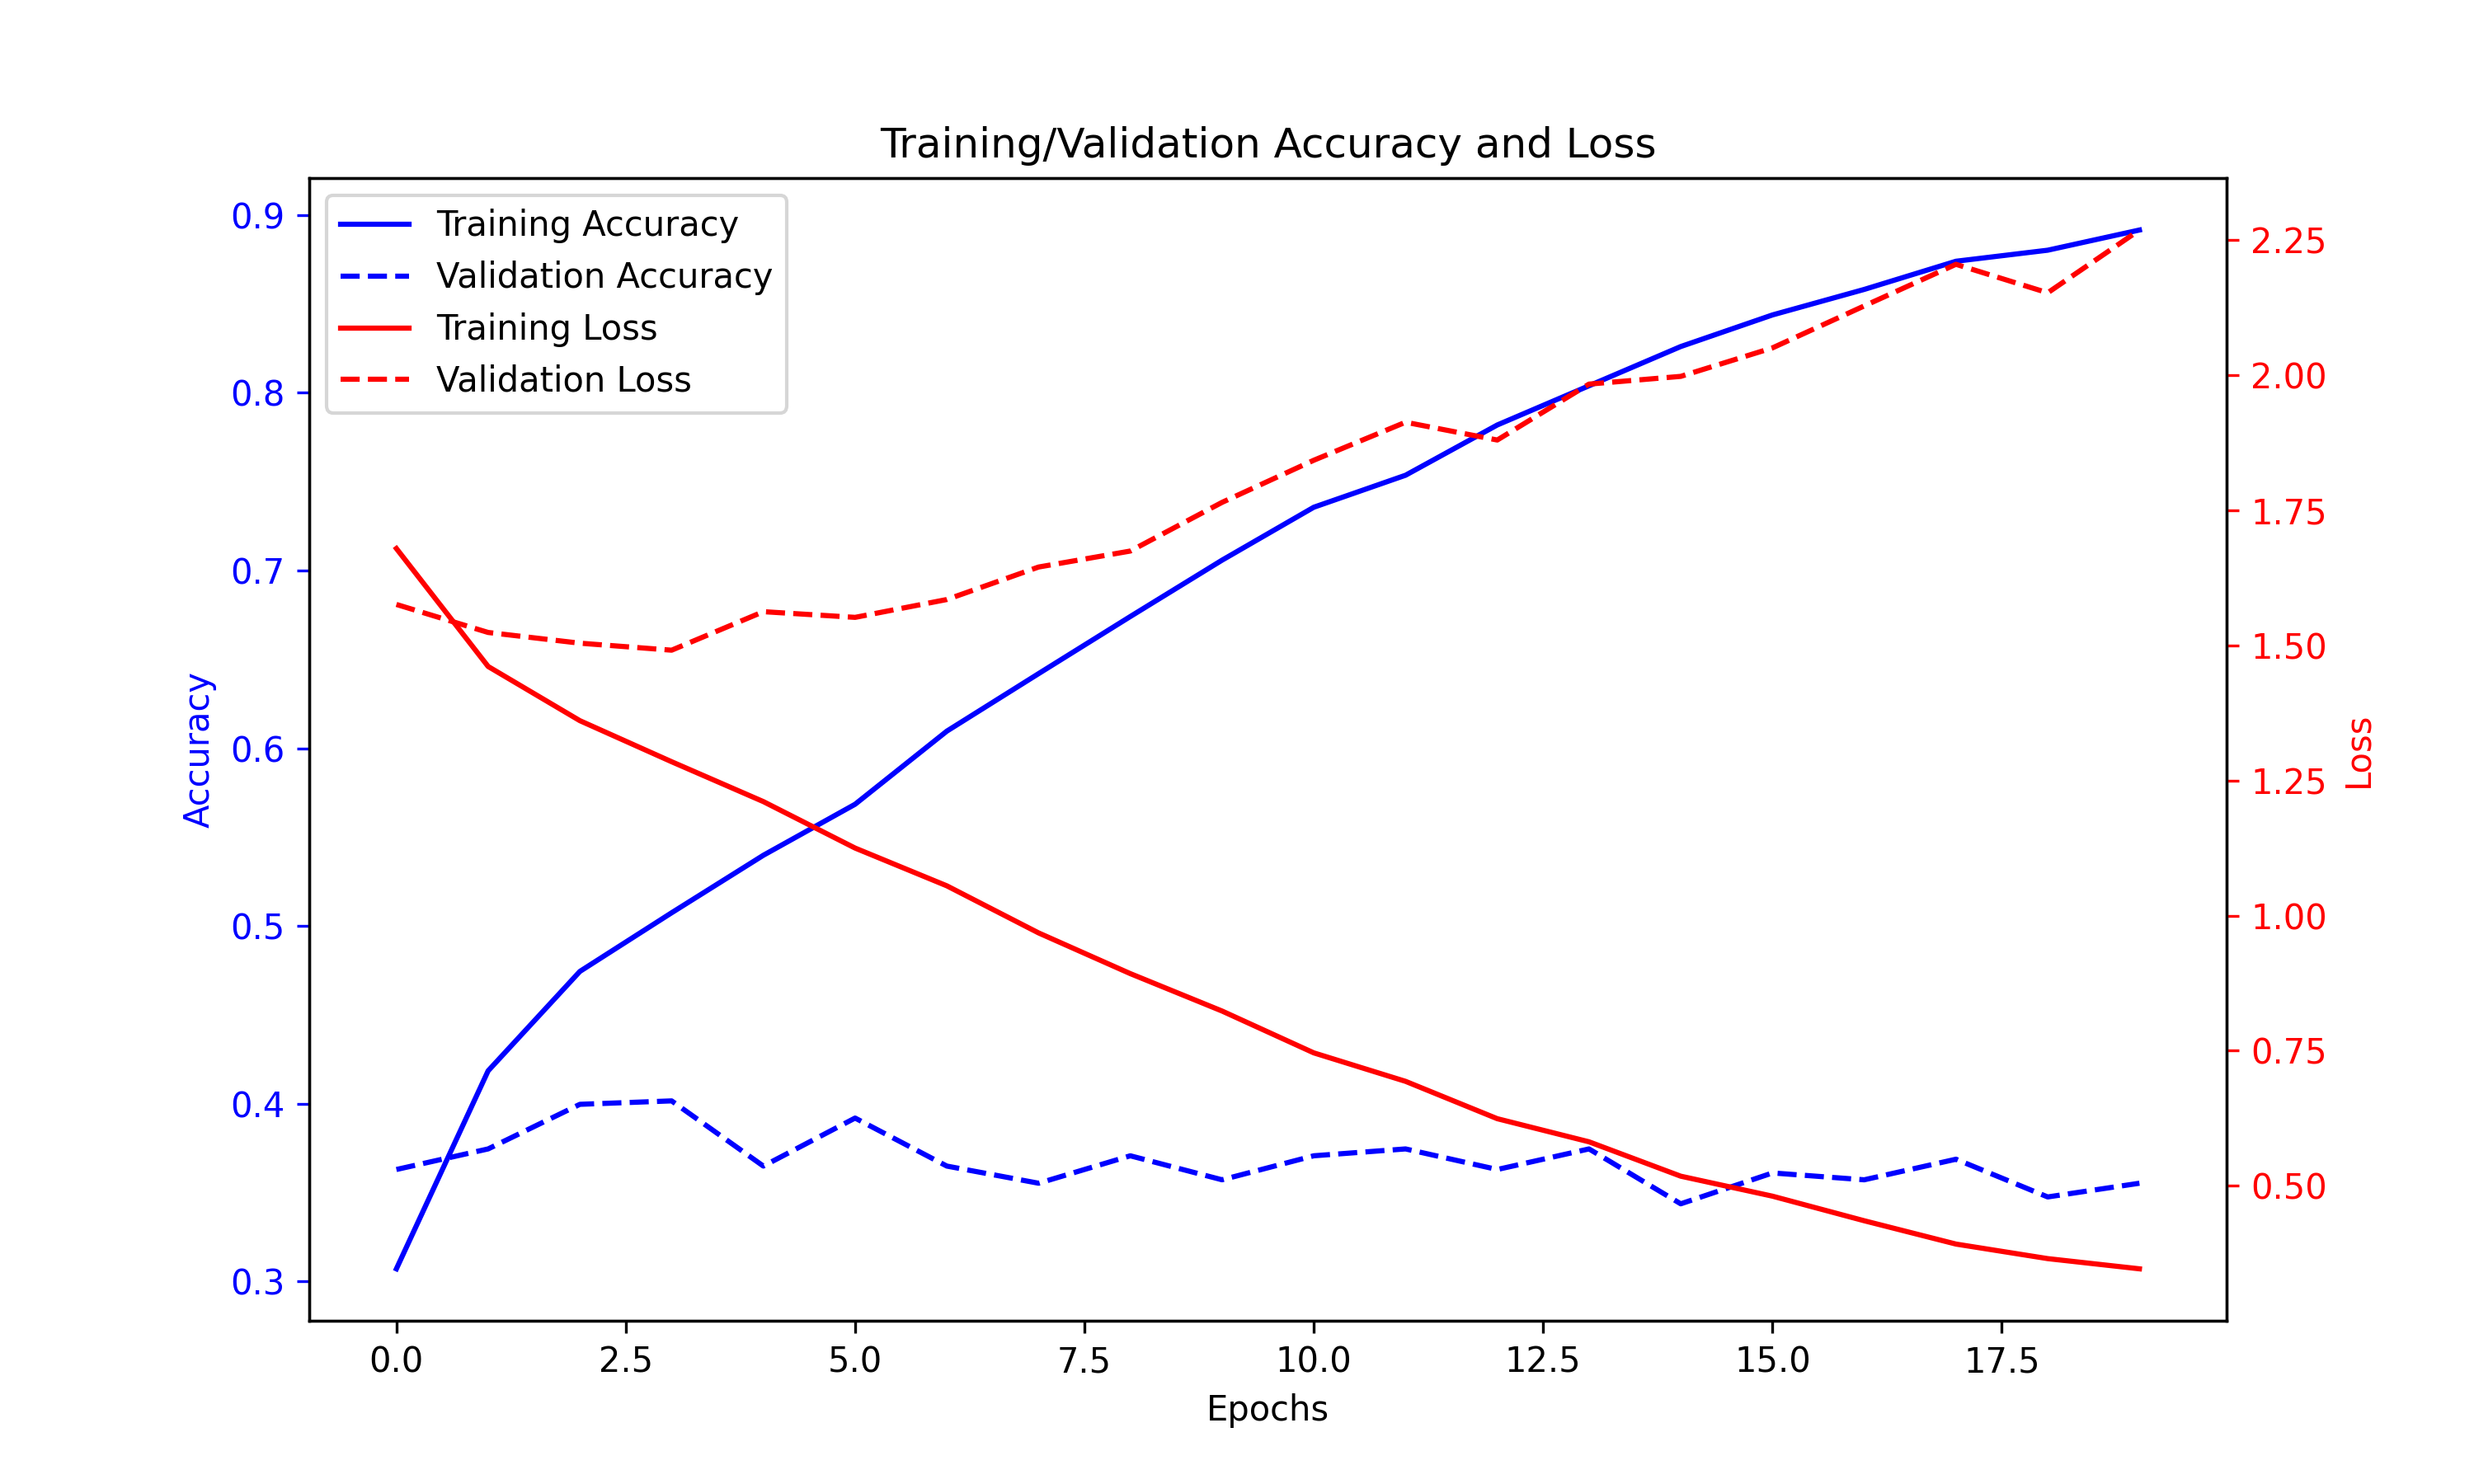 Training/Validation Accuracy and Loss
Training Accuracy
Validation Accuracy
Training Loss
Validation Loss
Accuracy
0.9
0.8
0.7
0.6
0.5
0.4
0.3
2.25
2.00
1.75
1.50
1.25
1.00
0.75
0.50
Loss
0.0 2.5 5.0 7.5 10.0 12.5 15.0 17.5
Epochs